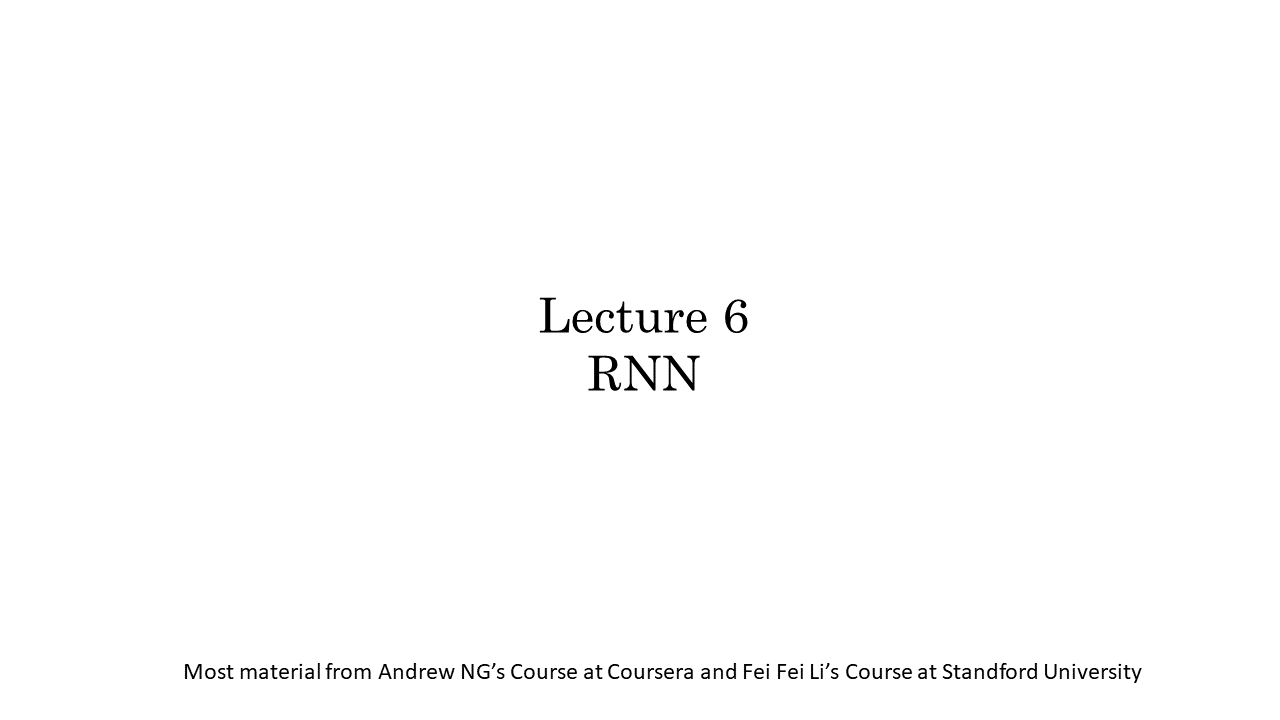 Lecture 6
RNN
Most material from Andrew NG’s Course at Coursera and Fei Fei Li’s Course at Standford University